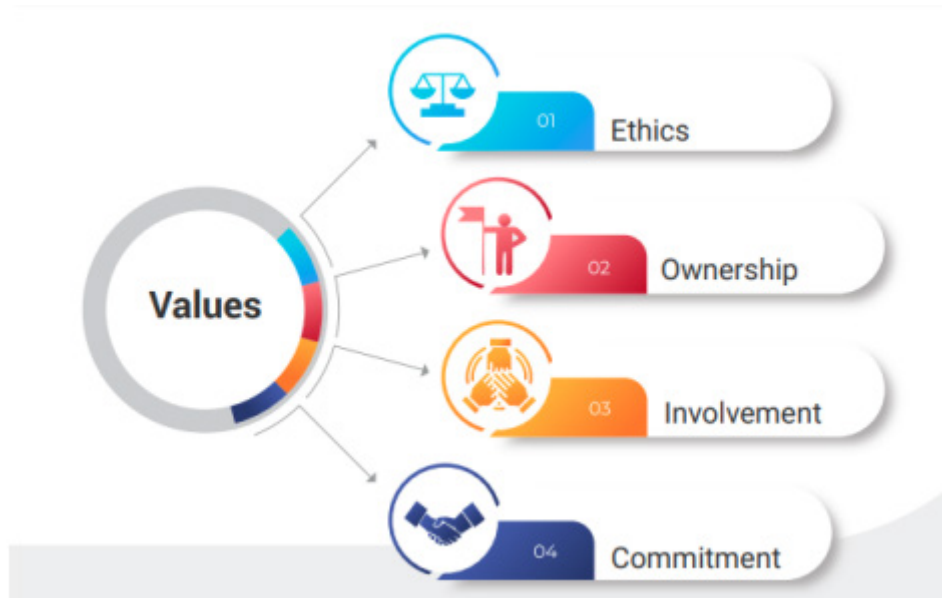 Values
01
Ethics
02
Ownership
03
Involvement
04
Commitment